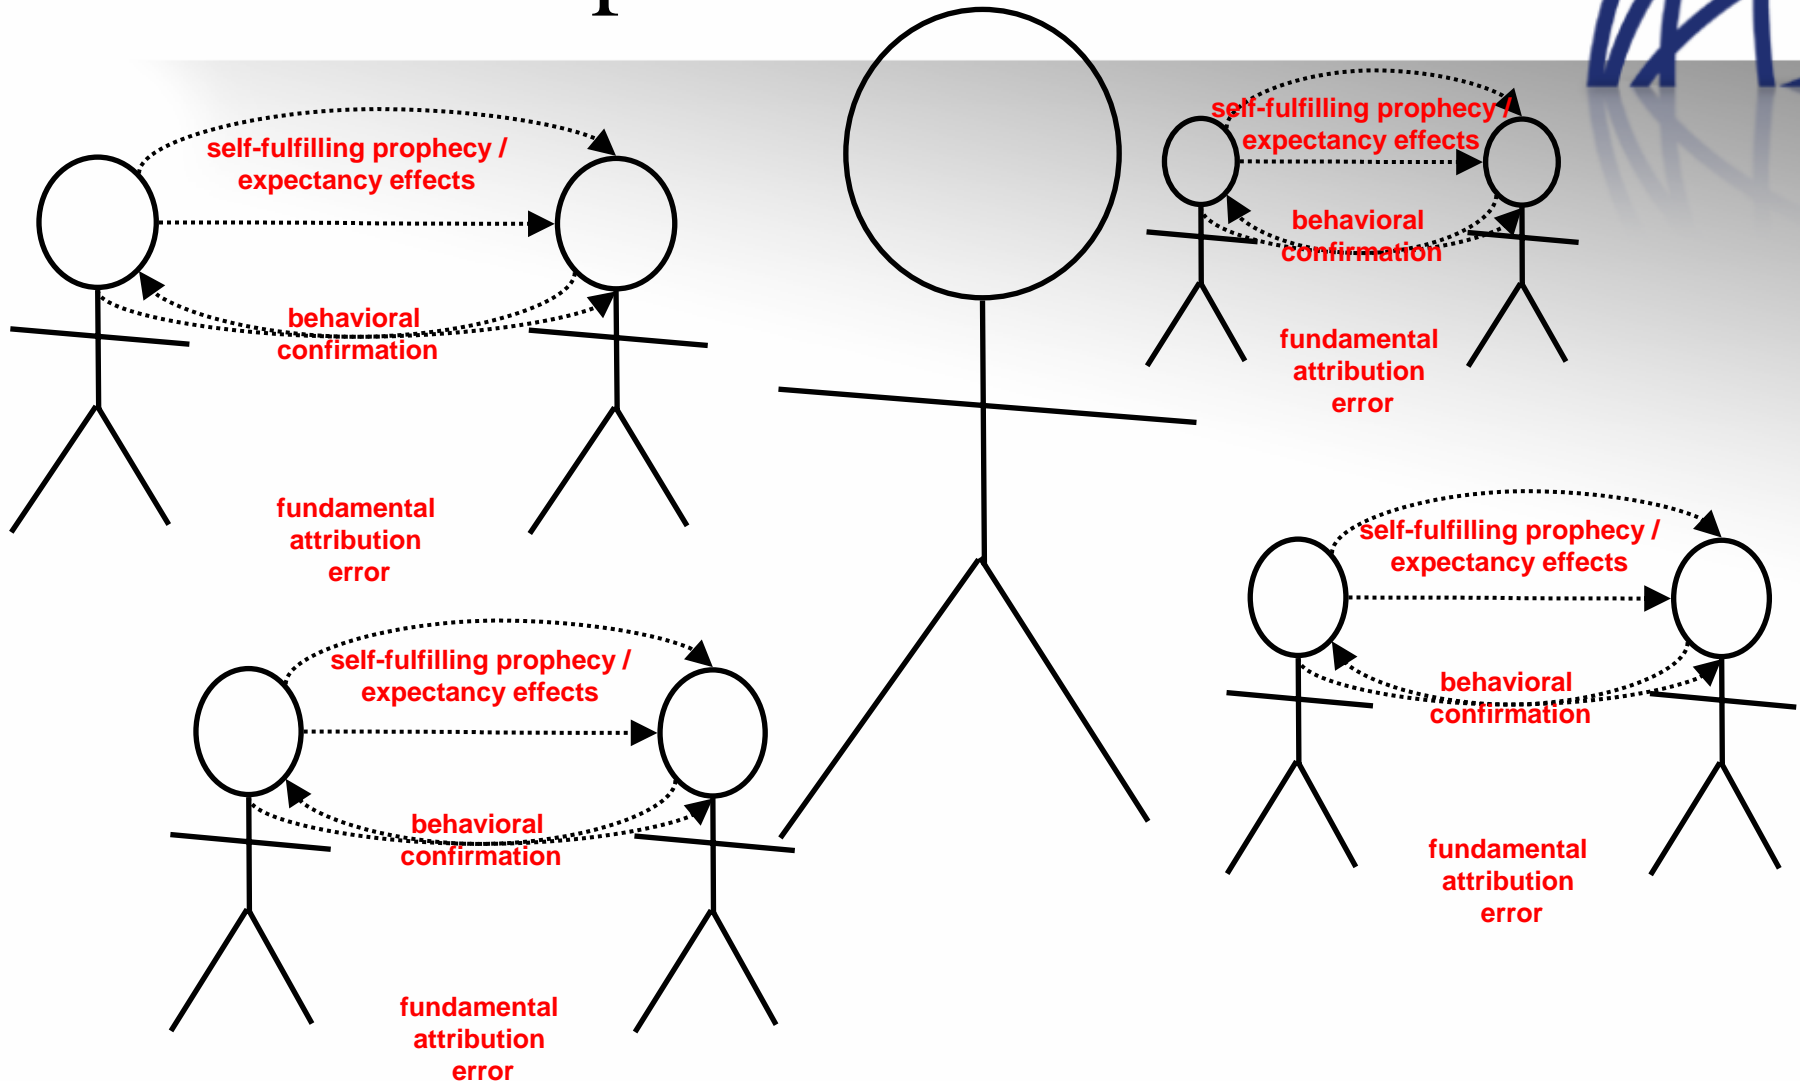 self-fulfilling prophecy /
expectancy effects
behavioral
confirmation
fundamental
attribution
error
self-fulfilling prophecy /
expectancy effects
behavioral
confirmation
fundamental
attribution
error
self-fulfilling prophecy /
expectancy effects
behavioral
confirmation
fundamental
attribution
error
self-fulfilling prophecy /
expectancy effects
behavioral
confirmation
fundamental
attribution
error